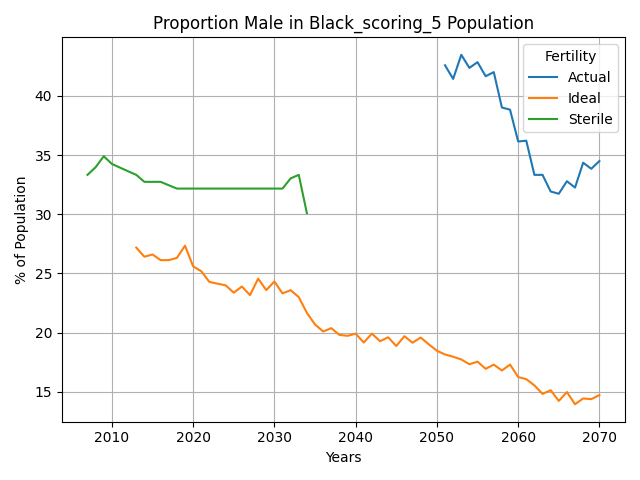 Proportion Male in Black_scoring_5 Population
Fertility
Actual
Ideal
Sterile
% of Population
40
35
30
25
20
15
2010 2020 2030 2040 2050 2060 2070
Years